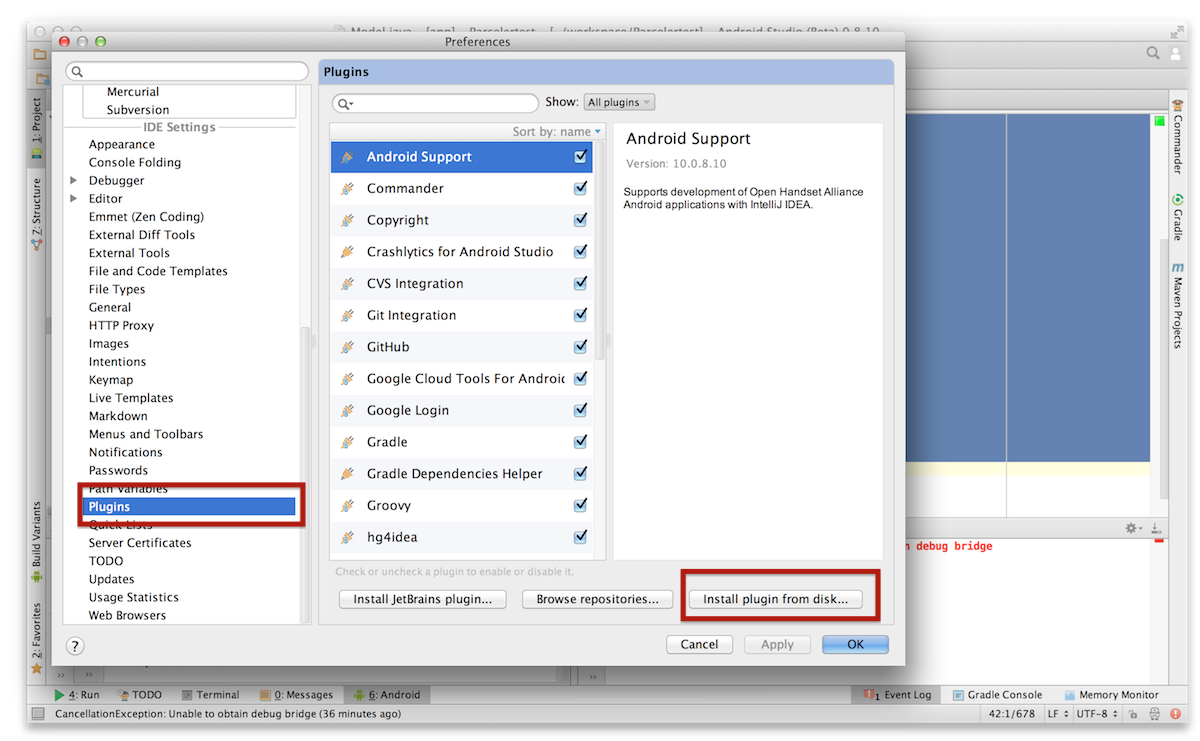 Model.java - [app] - Parcelertest - [~/workspace/Parcelertest] - Android Studio (Beta) 0.8.10
Preferences
Mercurial
Subversion
IDE Settings
Appearance
Console Folding
Debugger
Editor
Emmet (Zen Coding)
External Diff Tools
External Tools
File and Code Templates
File Types
General
HTTP Proxy
Images
Intentions
Keymap
Live Templates
Markdown
Menus and Toolbars
Notifications
Passwords
Path Variables
Plugins
Quick Lists
Server Certificates
TODO
Updates
Usage Statistics
Web Browsers
?
Plugins
Show: All plugins
Sort by: name
Android Support
Commander
Copyright
Crashlytics for Android Studio
CVS Integration
Git Integration
GitHub
Google Cloud Tools For Androi
Google Login
Gradle
Gradle Dependencies Helper
Groovy
hg4idea
Check or uncheck a plugin to enable or disable it.
Install JetBrains plugin...
Browse repositories...
Install plugin from disk...
Android Support
Version: 10.0.8.10
Supports development of Open Handset Alliance
Android applications with IntelliJ IDEA.
Cancel
Apply
OK
1: Project
Z: Structure
Build Variants
2: Favorites
Commander
Gradle
m Maven Projects
n debug bridge
4: Run
TODO
Terminal
0: Messages
6: Android
1 Event Log
Gradle Console
Memory Monitor
CancellationException: Unable to obtain debug bridge (36 minutes ago)
42:1/678
LF
UTF-8